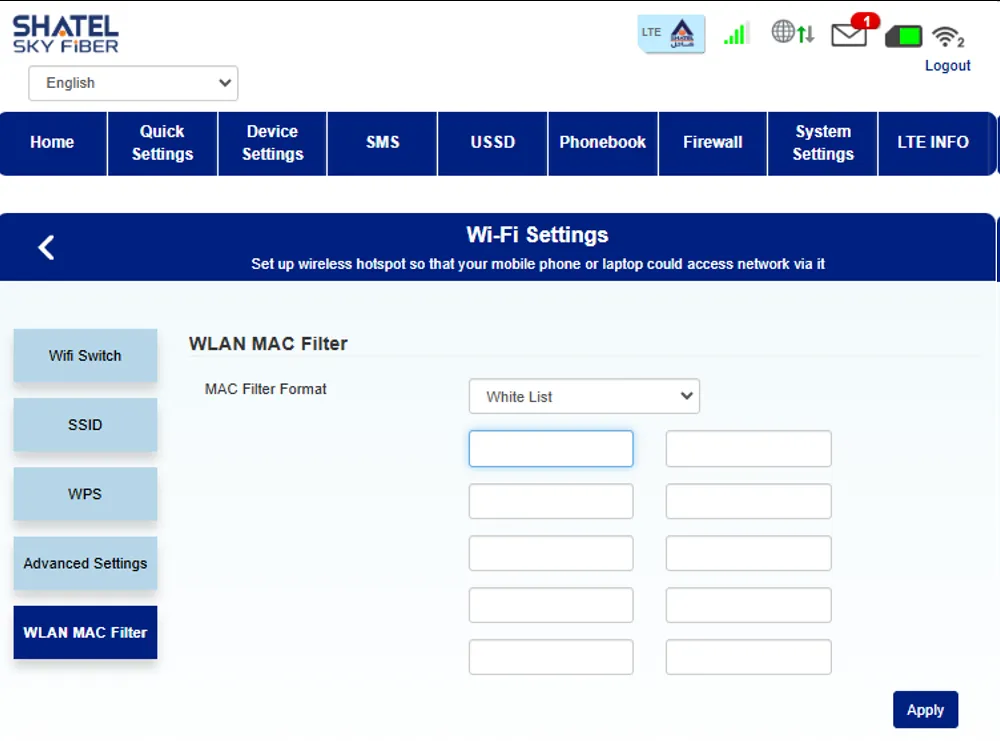 SHATEL
SKY FiBER
LTE
1
2
Logout
English
Home
Quick Settings
Device Settings
SMS
USSD
Phonebook
Firewall
System Settings
LTE INFO
Wi-Fi Settings
Set up wireless hotspot so that your mobile phone or laptop could access network via it
Wifi Switch
SSID
WPS
Advanced Settings
WLAN MAC Filter
WLAN MAC Filter
MAC Filter Format
White List
Apply